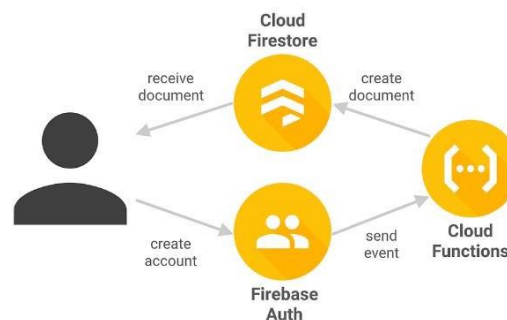 Cloud
Firestore
receive
document
create
document
create
account
send
event
Cloud
Functions
Firebase
Auth